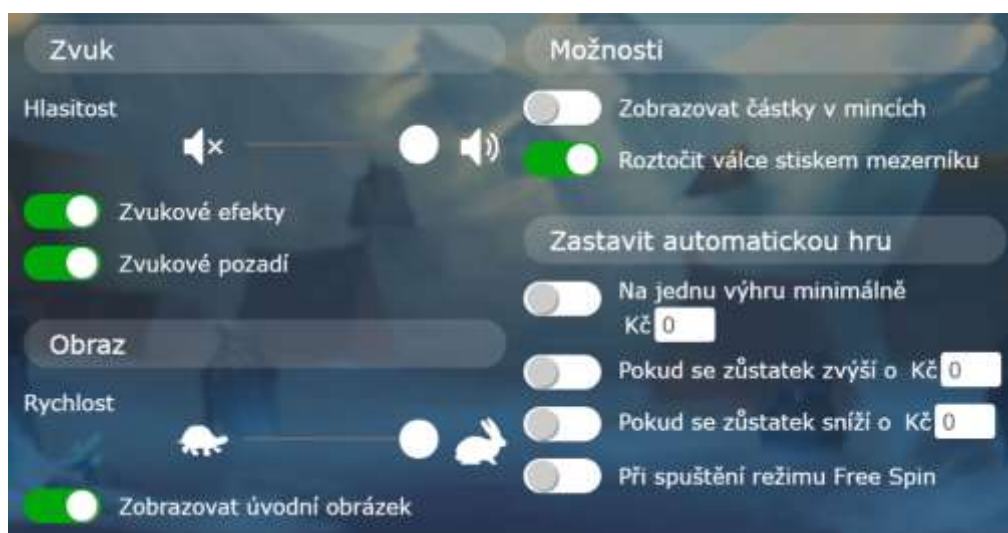 Zvuk
Hlasitost
Zvukové efekty
Zvukové pozadí
Obraz
Rychlost
Zobrazovat úvodní obrázek
Možnosti
Zobrazovat částky v mincích
Roztočit válce stiskem mezerníku
Zastavit automatickou hru
Na jednu výhru minimálně
Kč 0
Pokud se zůstatek zvýší o Kč 0
Pokud se zůstatek sníží o Kč 0
Při spuštění režimu Free Spin